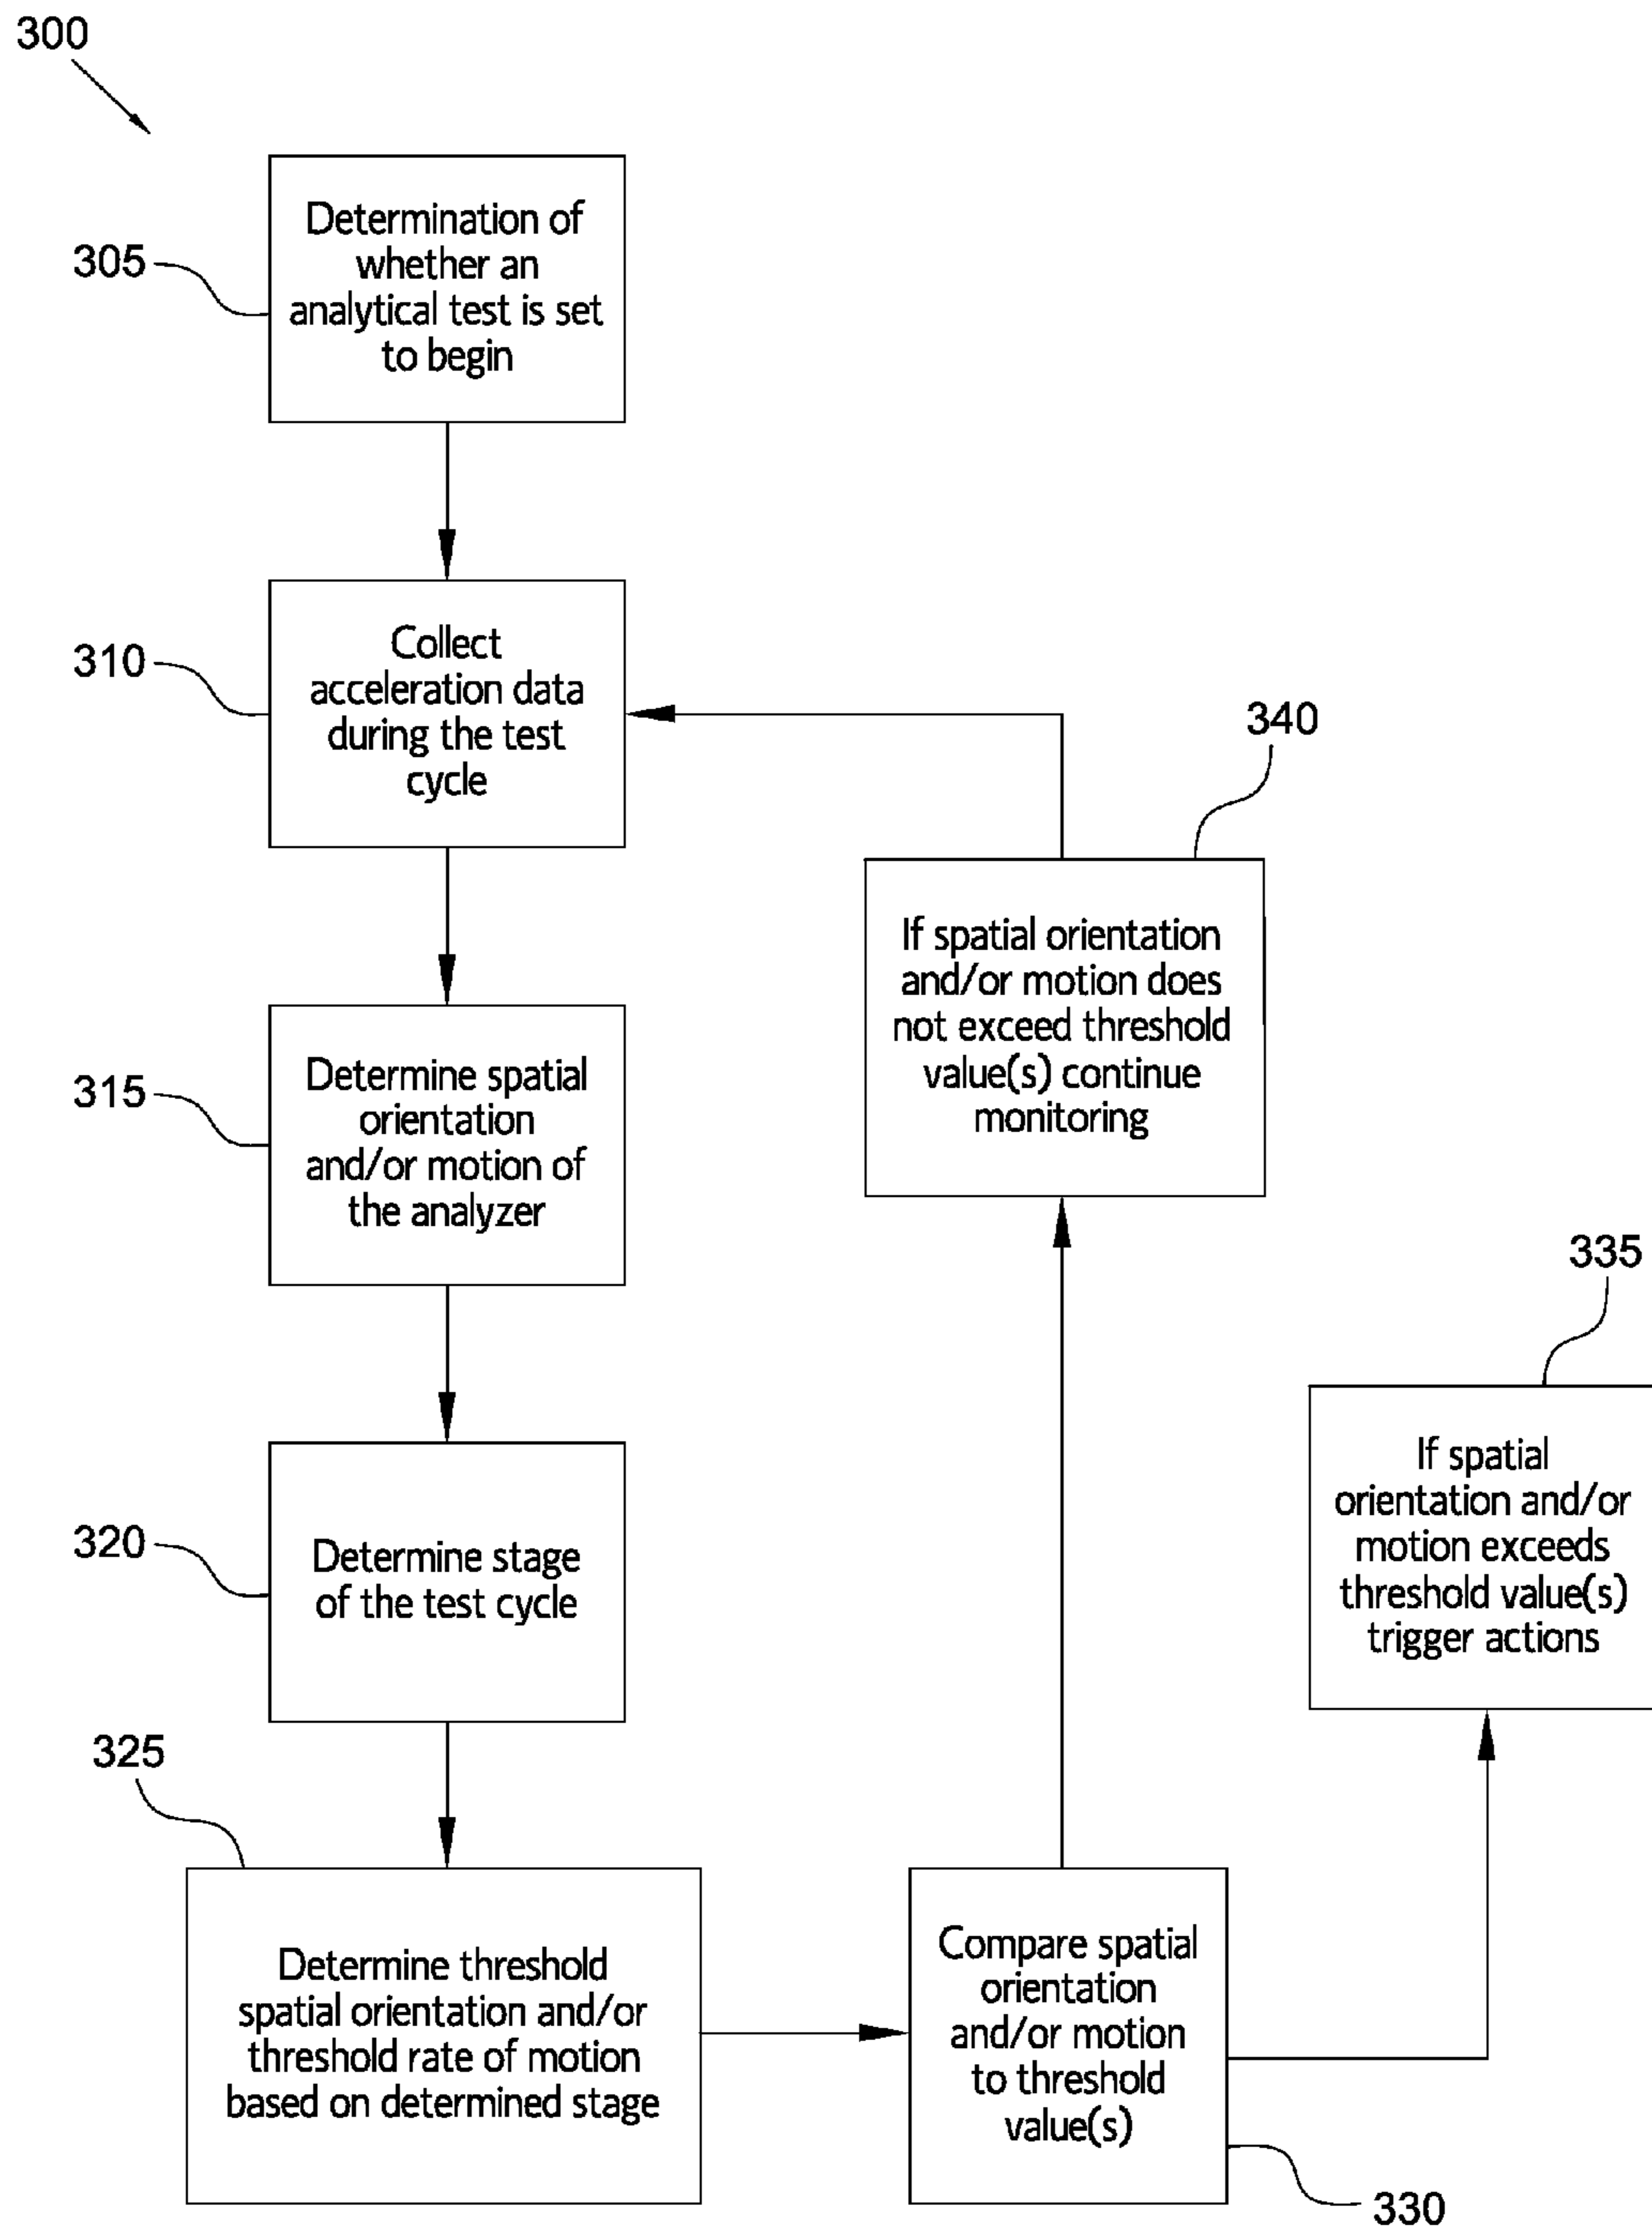 300
305
Determination of
whether an
analytical test is set
to begin
310
Collect
acceleration data
during the test
cycle
315
Determine spatial
orientation
and/or motion of
the analyzer
320
Determine stage
of the test cycle
325
Determine threshold
spatial orientation and/or
threshold rate of motion
based on determined stage
330
Compare spatial
orientation
and/or motion
to threshold
value(s)
340
If spatial orientation
and/or motion does
not exceed threshold
value(s) continue
monitoring
335
If spatial
orientation and/or
motion exceeds
threshold value(s)
trigger actions